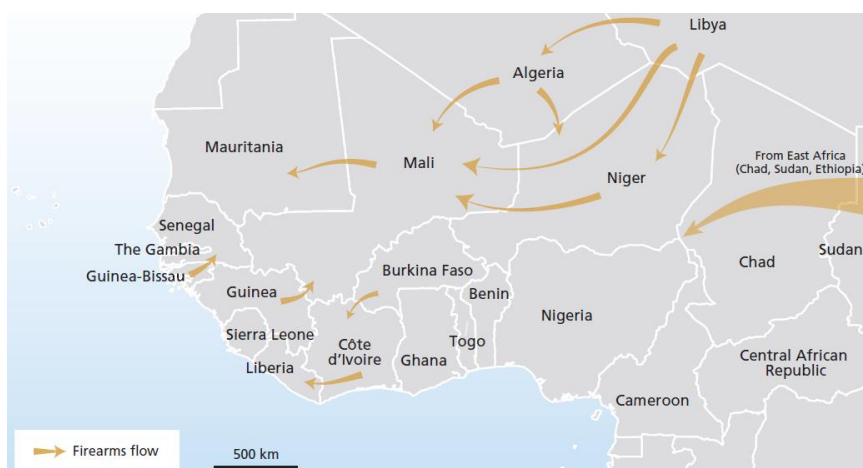 Libya
Algeria
Mauritania
Mali
Niger
From East Africa
(Chad, Sudan, Ethiopia)
Senegal
The Gambia
Guinea-Bissau
Guinea
Burkina Faso
Benin
Chad
Sudan
Nigeria
Sierra Leone
Côte
d'Ivoire
Togo
Ghana
Liberia
Central African
Republic
Cameroon
Firearms flow
500 km